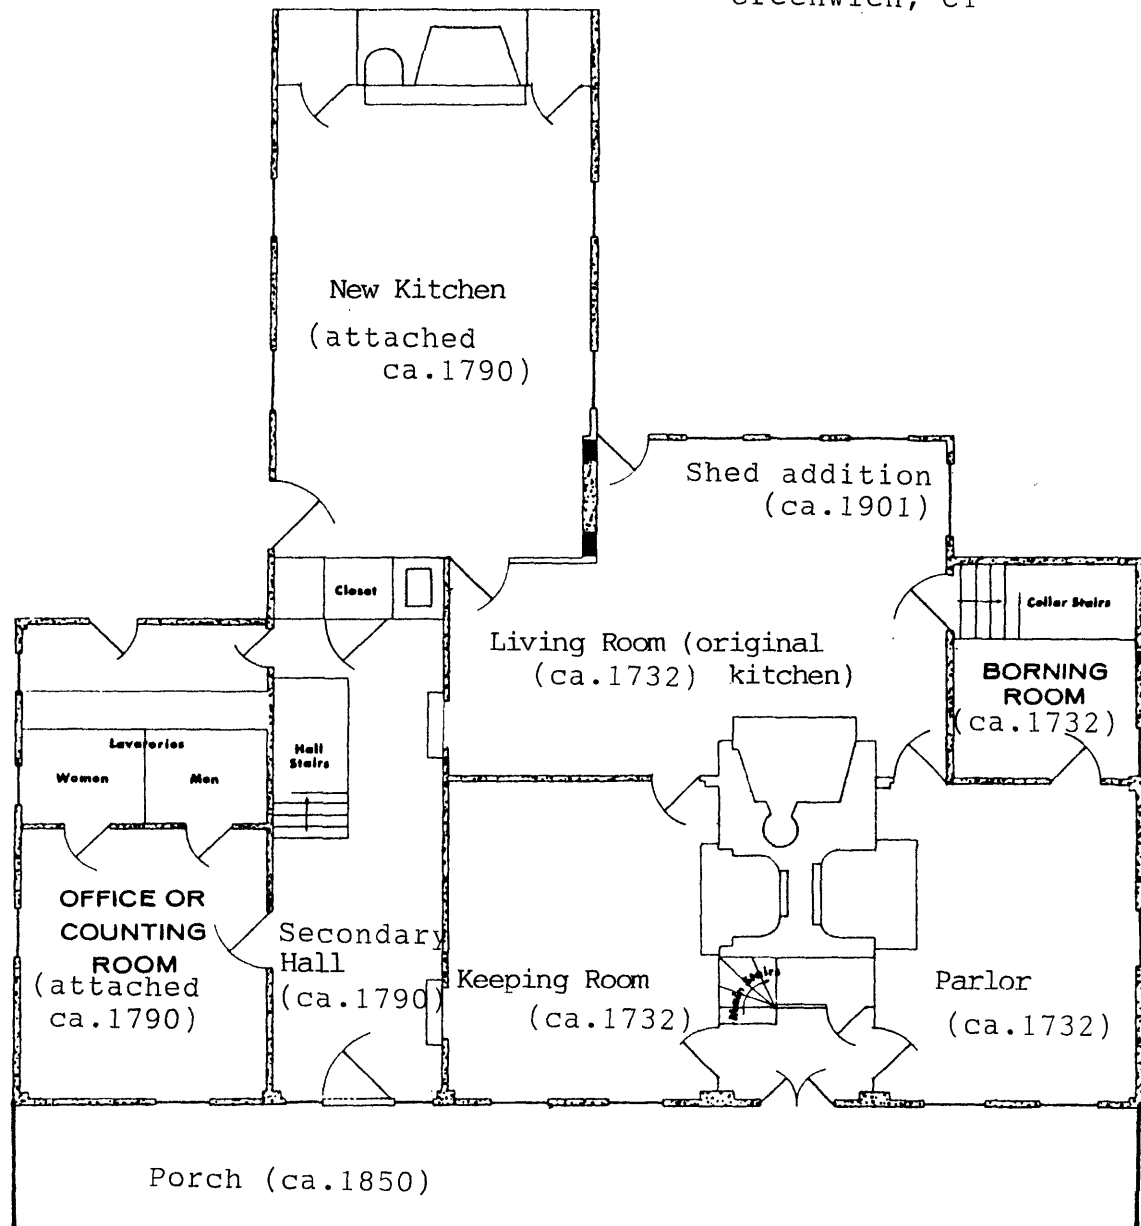 Greenwich, CT
New Kitchen
(attached
ca.1790)
Shed addition
(ca.1901)
Closet
Cellar Stairs
Living Room (original
(ca.1732) kitchen)
BORNING
ROOM
(ca.1732)
Lavatories
Women
Men
Hall
Stairs
OFFICE OR
COUNTING
ROOM
(attached
ca.1790)
Secondary
Hall
(ca.1790)
Keeping Room
(ca.1732)
Main Stairs
Parlor
(ca.1732)
Porch (ca.1850)